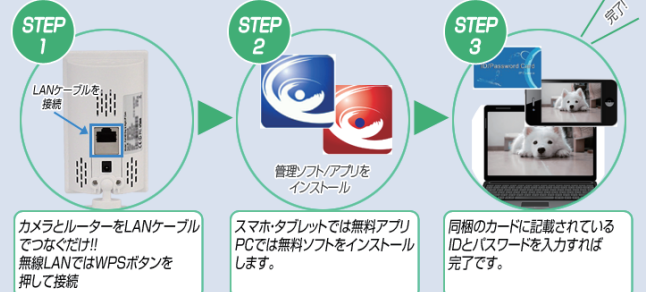 STEP
1
LANケーブルを
接続
カメラとルーターをLANケーブル
でつなぐだけ!!
無線LANではWPSボタンを
押して接続
STEP
2
管理ソフト/アプリを
インストール
スマホ・タブレットでは無料アプリ
PCでは無料ソフトをインストール
します。
STEP
3
ID/Password Card
完了!
同梱のカードに記載されている
IDとパスワードを入力すれば
完了です。